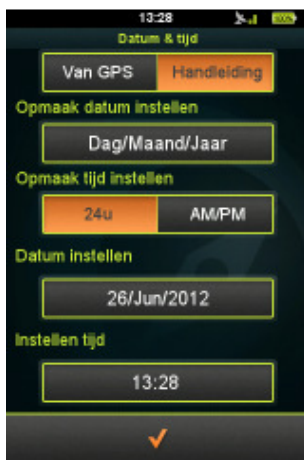 13:28 100%
Datum & tijd
Van GPS Handleiding
Opmaak datum instellen
Dag/Maand/Jaar
Opmaak tijd instellen
24u AM/PM
Datum instellen
26/Jun/2012
Instellen tijd
13:28